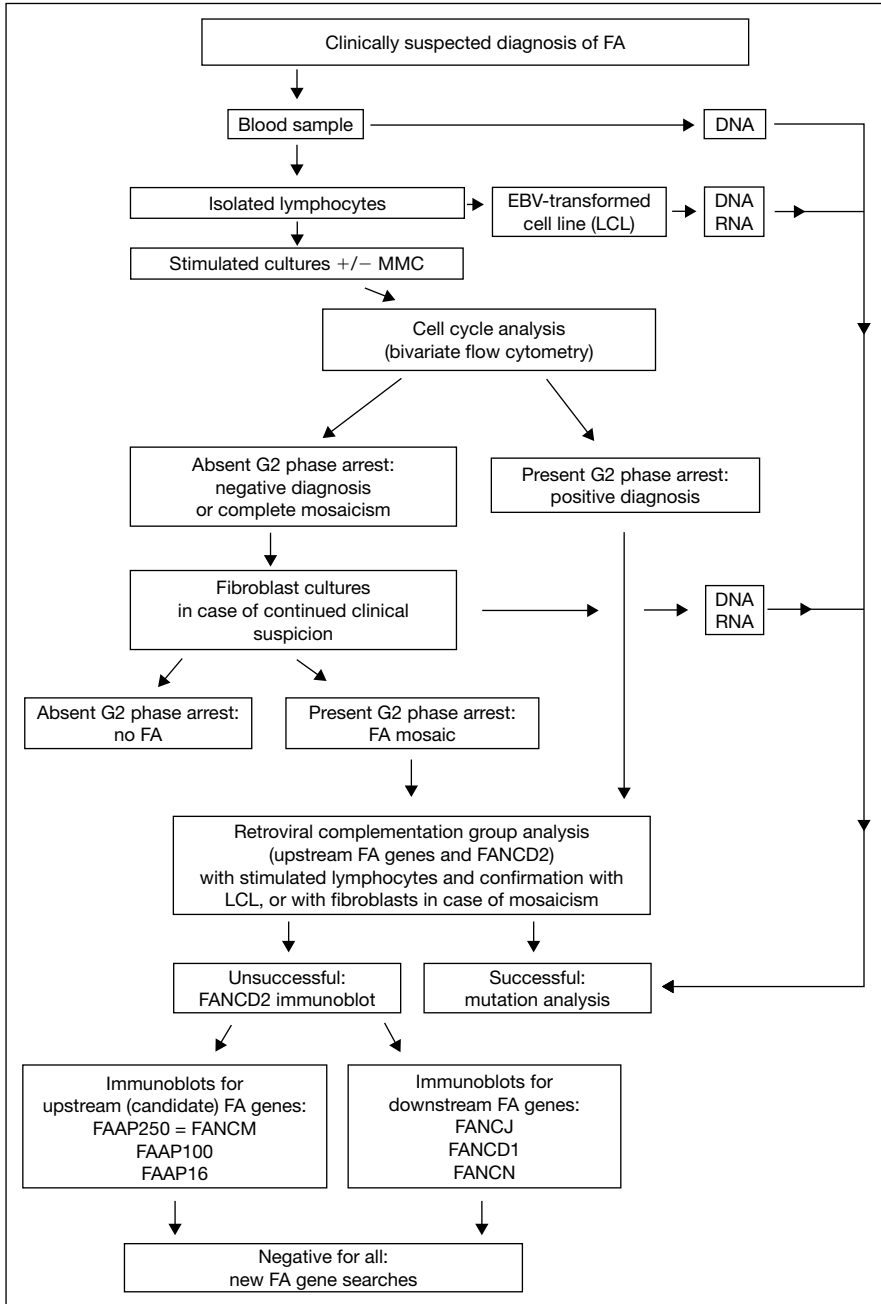 Clinically suspected diagnosis of FA
Blood sample
DNA
Isolated lymphocytes
EBV-transformed
cell line (LCL)
DNA
RNA
Stimulated cultures +/− MMC
Cell cycle analysis
(bivariate flow cytometry)
Absent G2 phase arrest:
negative diagnosis
or complete mosaicism
Present G2 phase arrest:
positive diagnosis
Fibroblast cultures
in case of continued clinical
suspicion
DNA
RNA
Absent G2 phase arrest:
no FA
Present G2 phase arrest:
FA mosaic
Retroviral complementation group analysis
(upstream FA genes and FANCD2)
with stimulated lymphocytes and confirmation with
LCL, or with fibroblasts in case of mosaicism
Unsuccessful:
FANCD2 immunoblot
Successful:
mutation analysis
Immunoblots for
upstream (candidate) FA genes:
FAAP250 = FANCM
FAAP100
FAAP16
Immunoblots for
downstream FA genes:
FANCJ
FANCD1
FANCN
Negative for all:
new FA gene searches